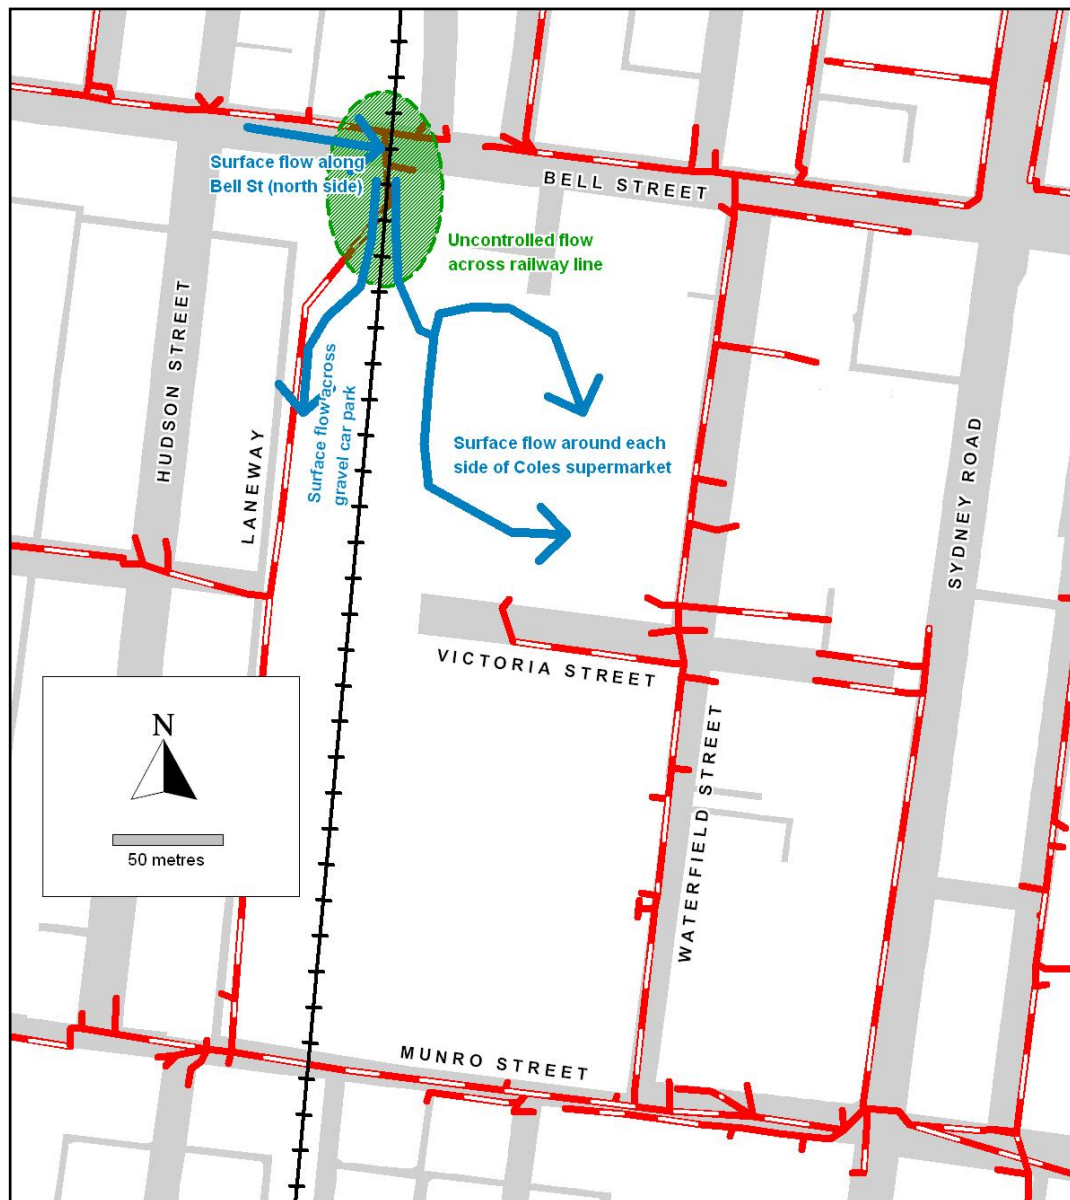 Surface flow along
Bell St (north side)
BELL STREET
Uncontrolled flow
across railway line
HUDSON STREET
LANEWAY
Surface flow across
gravel car park
Surface flow around each
side of Coles supermarket
SYDNEY ROAD
VICTORIA STREET
WATERFIELD STREET
N
50 metres
MUNRO STREET